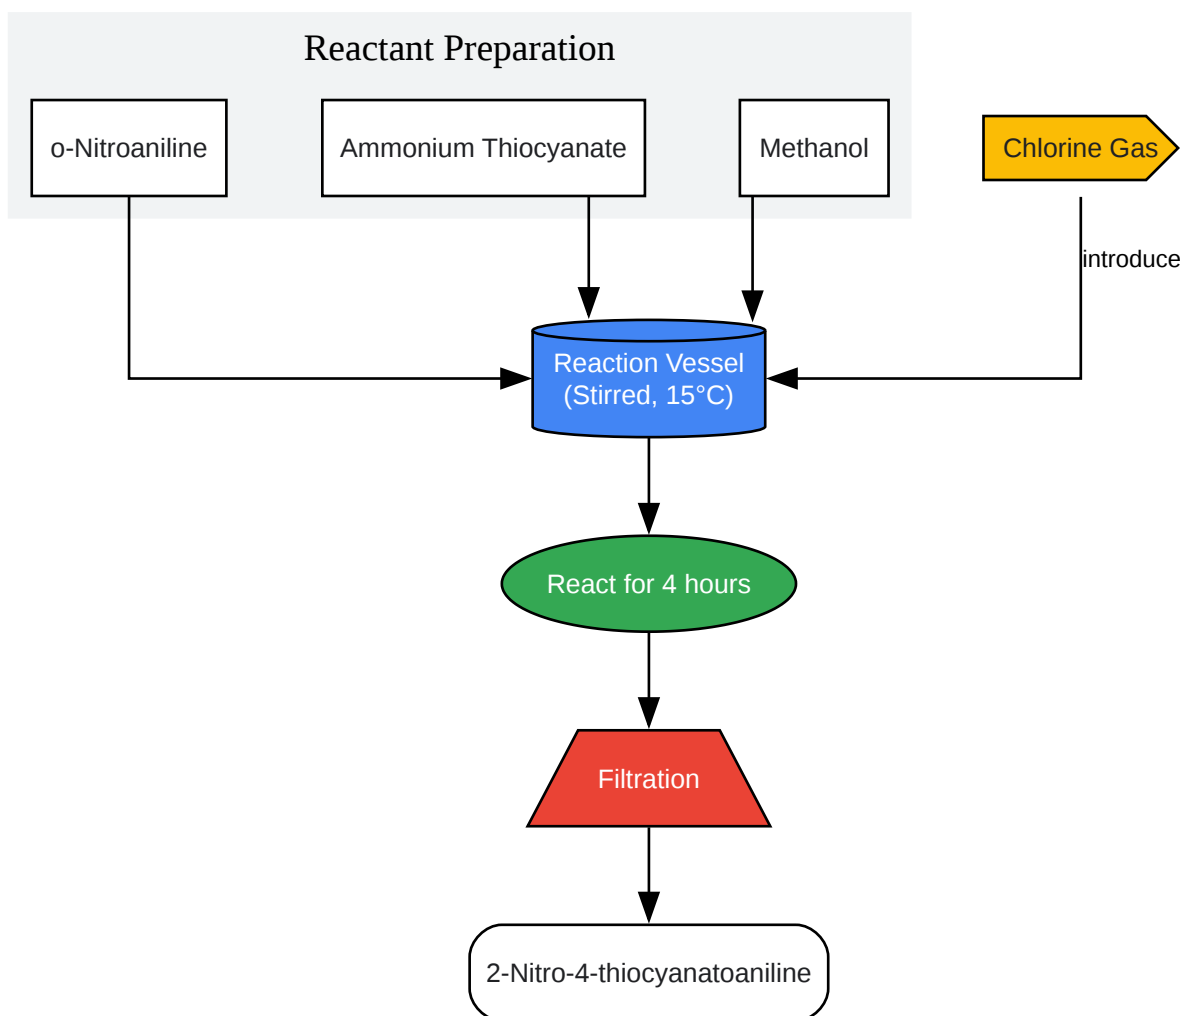 Reactant Preparation
o-Nitroaniline
Ammonium Thiocyanate
Methanol
Chlorine Gas
introduce
Reaction Vessel
(Stirred, 15°C)
React for 4 hours
Filtration
2-Nitro-4-thiocyanatoaniline